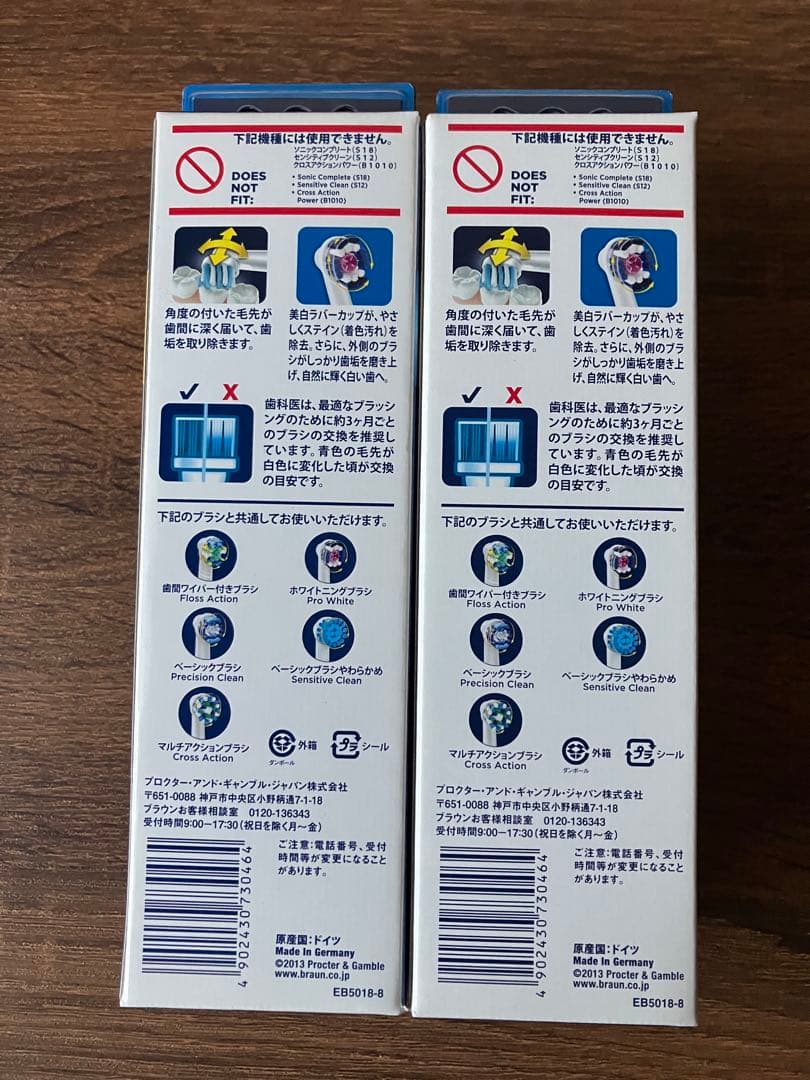 下記機種には使用できません。
ソニックコンプリート(S18)
センシティブクリーン(S12)
クロスアクションパワー(B1010)
DOES
NOT
FIT:
• Sonic Complete (S18)
• Sensitive Clean (S12)
• Cross Action
Power (B1010)
角度の付いた毛先が
歯間に深く届いて、歯
垢を取り除きます。
美白ラバーカップが、やさ
しくステイン(着色汚れ)を
除去。さらに、外側のブラ
シがしっかり歯垢を磨き上
げ、自然に輝く白い歯へ。
✓ X
歯科医は、最適なブラッシ
ングのために約3ヶ月ごと
のブラシの交換を推奨し
ています。青色の毛先が
白色に変化した頃が交換
の目安です。
下記のブラシと共通してお使いいただけます。
歯間ワイパー付きブラシ
Floss Action
ホワイトニングブラシ
Pro White
ベーシックブラシ
Precision Clean
ベーシックブラシやわらかめ
Sensitive Clean
マルチアクションブラシ
Cross Action
外箱
ダンボール
プラ
シール
プロクター・アンド・ギャンブル・ジャパン株式会社
〒651-0088 神戸市中央区小野柄通7-1-18
ブラウンお客様相談室 0120-136343
受付時間9:00-17:30(祝日を除く月~金)
ご注意:電話番号、受付
時間等が変更になること
があります。
4 902430 730464
原産国:ドイツ
Made In Germany
©2013 Procter & Gamble
www.braun.co.jp
EB5018-8
下記機種には使用できません。
ソニックコンプリート(S18)
センシティブクリーン(S12)
クロスアクションパワー(B1010)
DOES
NOT
FIT:
• Sonic Complete (S18)
• Sensitive Clean (S12)
• Cross Action
Power (B1010)
角度の付いた毛先が
歯間に深く届いて、歯
垢を取り除きます。
美白ラバーカップが、やさ
しくステイン(着色汚れ)を
除去。さらに、外側のブラ
シがしっかり歯垢を磨き上
げ、自然に輝く白い歯へ。
✓ X
歯科医は、最適なブラッシ
ングのために約3ヶ月ごと
のブラシの交換を推奨し
ています。青色の毛先が
白色に変化した頃が交換
の目安です。
下記のブラシと共通してお使いいただけます。
歯間ワイパー付きブラシ
Floss Action
ホワイトニングブラシ
Pro White
ベーシックブラシ
Precision Clean
ベーシックブラシやわらかめ
Sensitive Clean
マルチアクションブラシ
Cross Action
外箱
ダンボール
プラ
シール
プロクター・アンド・ギャンブル・ジャパン株式会社
〒651-0088 神戸市中央区小野柄通7-1-18
ブラウンお客様相談室 0120-136343
受付時間9:00-17:30(祝日を除く月~金)
ご注意:電話番号、受付
時間等が変更になること
があります。
4 902430 730464
原産国:ドイツ
Made In Germany
©2013 Procter & Gamble
www.braun.co.jp
EB5018-8